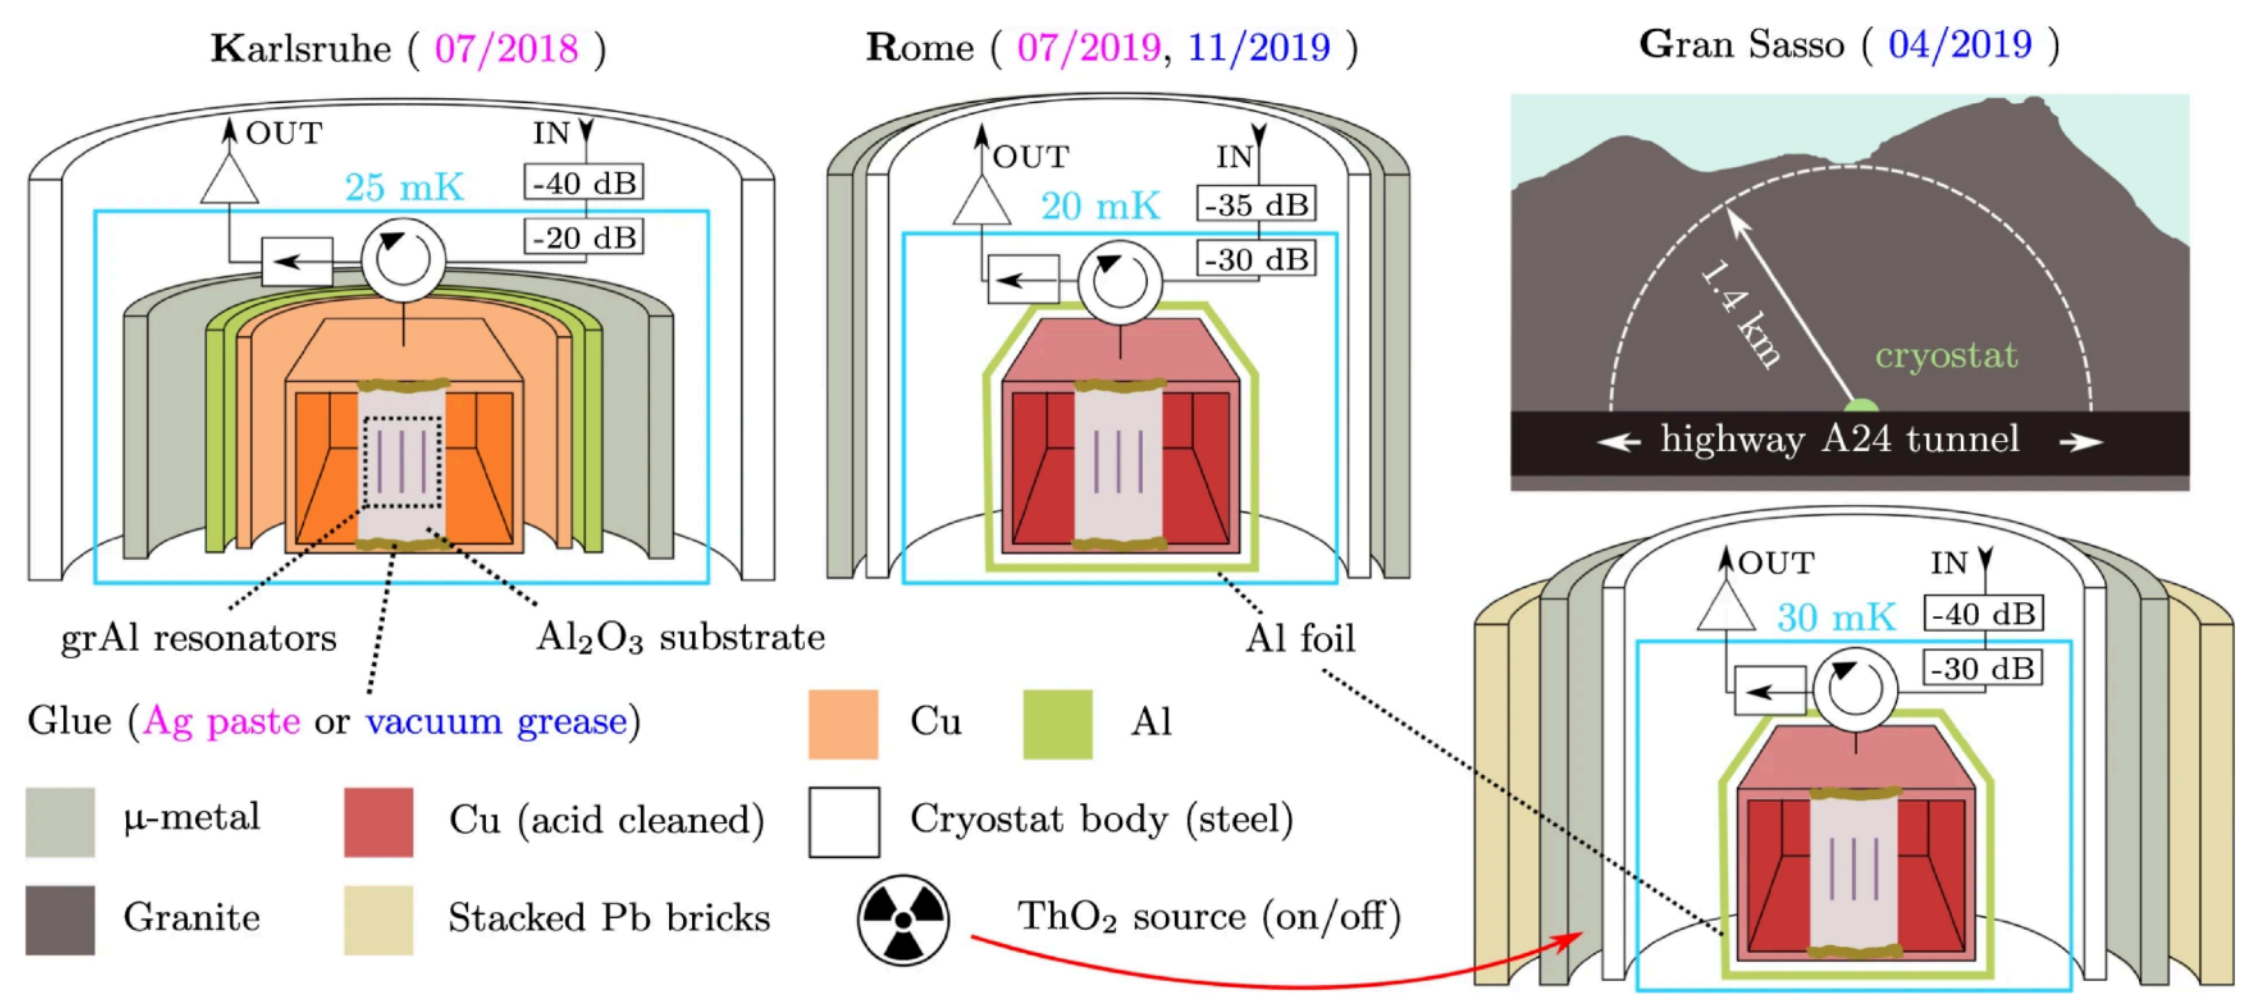 Karlsruhe ( 07/2018 )
OUT
IN
-40 dB
25 mK
-20 dB
grAl resonators
Al₂O₃ substrate
Rome ( 07/2019, 11/2019 )
OUT
IN
-35 dB
20 mK
-30 dB
Al foil
Gran Sasso ( 04/2019 )
1.4 km
cryostat
highway A24 tunnel
OUT
IN
-40 dB
30 mK
-30 dB
Glue (Ag paste or vacuum grease)
Cu
Al
μ-metal
Cu (acid cleaned)
Cryostat body (steel)
Granite
Stacked Pb bricks
ThO₂ source (on/off)